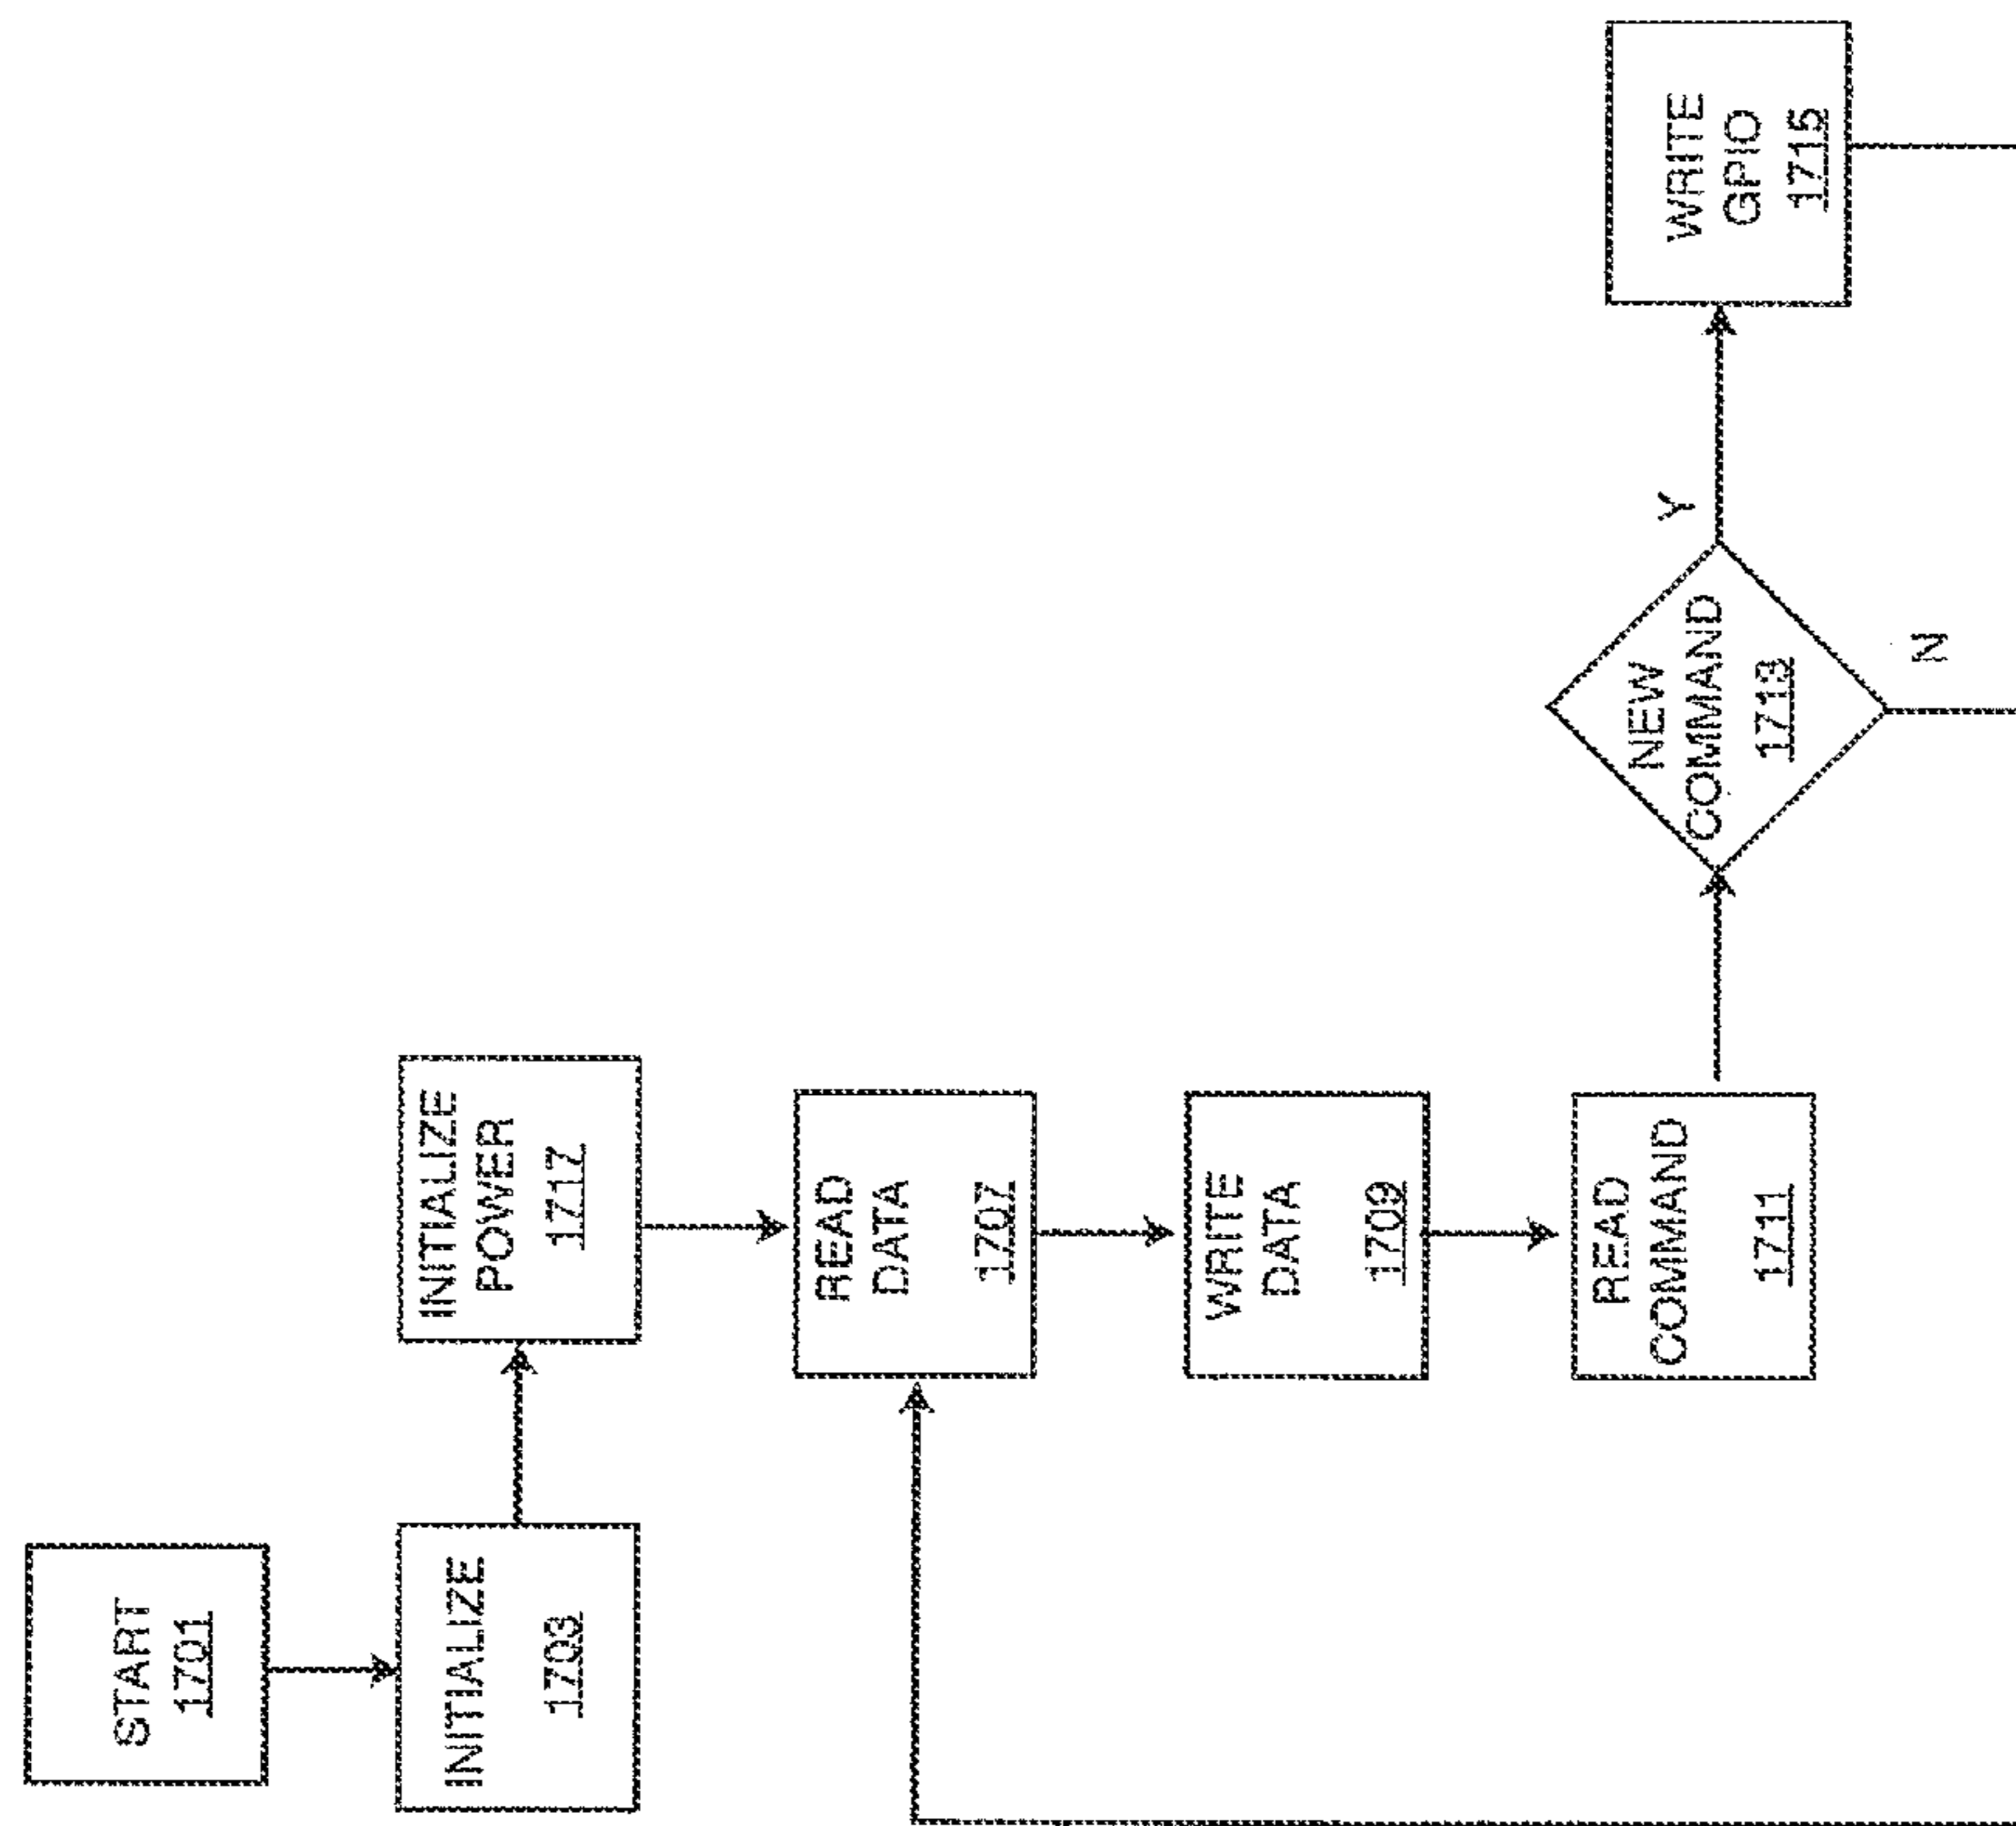 START
1701
INITIALIZE
1703
INITIALIZE
POWER
1717
READ
DATA
1707
WRITE
DATA
1709
READ
COMMAND
1711
NEW
COMMAND
1713
Y
N
WRITE
GPIO
1715